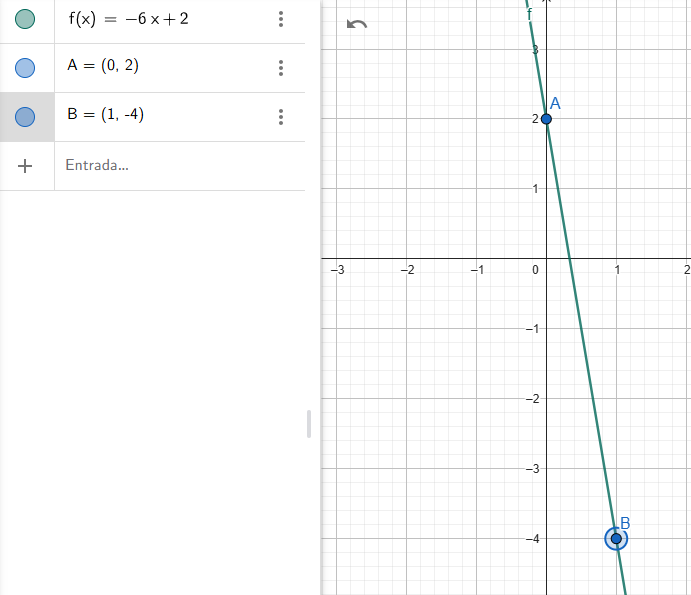 f(x) = −6 x + 2
A = (0, 2)
B = (1, -4)
Entrada...
f
3
A
2
1
−3 −2 −1 0 1 2
−1
−2
−3
B
−4